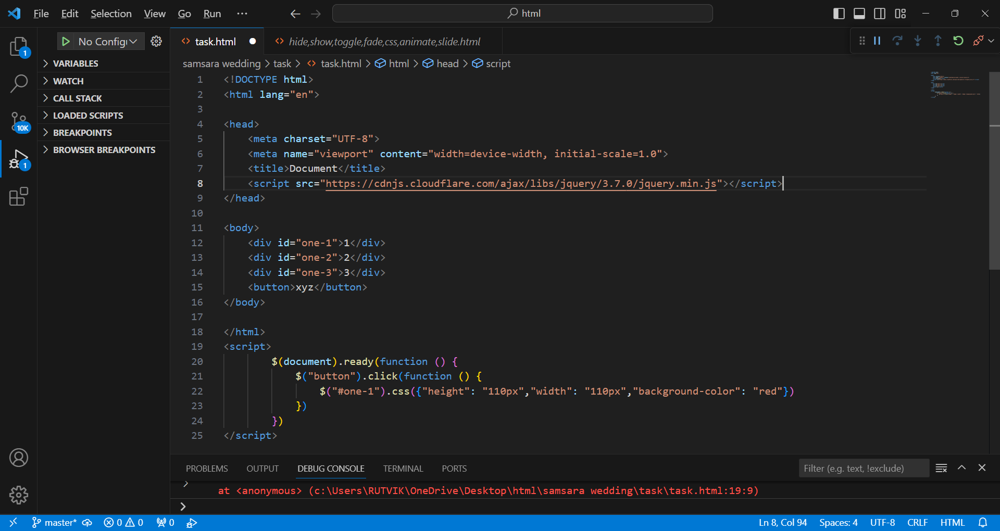 File Edit Selection View Go Run ··· html
No Config task.html hide,show,toggle,fade,css,animate,slide.html
1
VARIABLES
WATCH
CALL STACK
LOADED SCRIPTS
BREAKPOINTS
BROWSER BREAKPOINTS
10K
1
samsara wedding > task > task.html > html > head > script
1 <!DOCTYPE html>
2 <html lang="en">
3
4 <head>
5 <meta charset="UTF-8">
6 <meta name="viewport" content="width=device-width, initial-scale=1.0">
7 <title>Document</title>
8 <script src="https://cdnjs.cloudflare.com/ajax/libs/jquery/3.7.0/jquery.min.js"></script>
9 </head>
10
11 <body>
12 <div id="one-1">1</div>
13 <div id="one-2">2</div>
14 <div id="one-3">3</div>
15 <button>xyz</button>
16 </body>
17
18 </html>
19 <script>
20 $(document).ready(function () {
21 $("button").click(function () {
22 $("#one-1").css({"height": "110px","width": "110px","background-color": "red"})
23 })
24 })
25 </script>
PROBLEMS OUTPUT DEBUG CONSOLE TERMINAL PORTS Filter (e.g. text, !exclude)
at <anonymous> (c:\Users\RUTVIK\OneDrive\Desktop\html\samsara wedding\task\task.html:19:9)
master* 0 0 0 Ln 8, Col 94 Spaces: 4 UTF-8 CRLF HTML